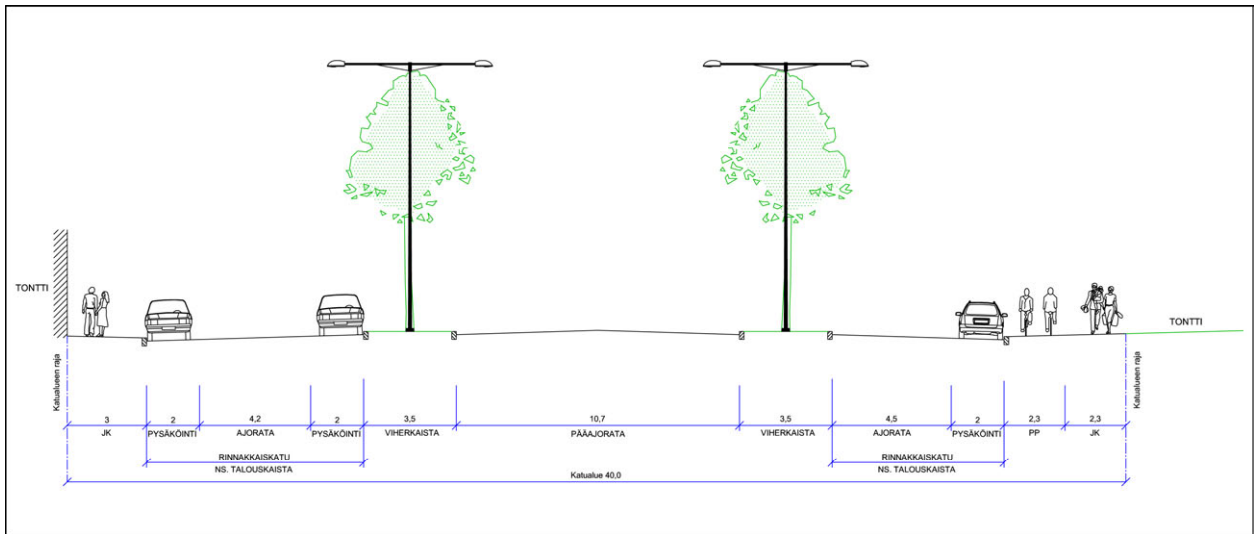 TONTTI
TONTTI
Katualueen raja
Katualueen raja
3 2 4,2 2 3,5 10,7 3,5 4,5 2 2,3 2,3
JK PYSÄKÖINTI AJORATA PYSÄKÖINTI VIHERKAISTA PÄÄAJORATA VIHERKAISTA AJORATA PYSÄKÖINTI PP JK
RINNAKKAISKATU RINNAKKAISKATU
NS. TALOUSKAISTA NS. TALOUSKAISTA
Katualue 40,0